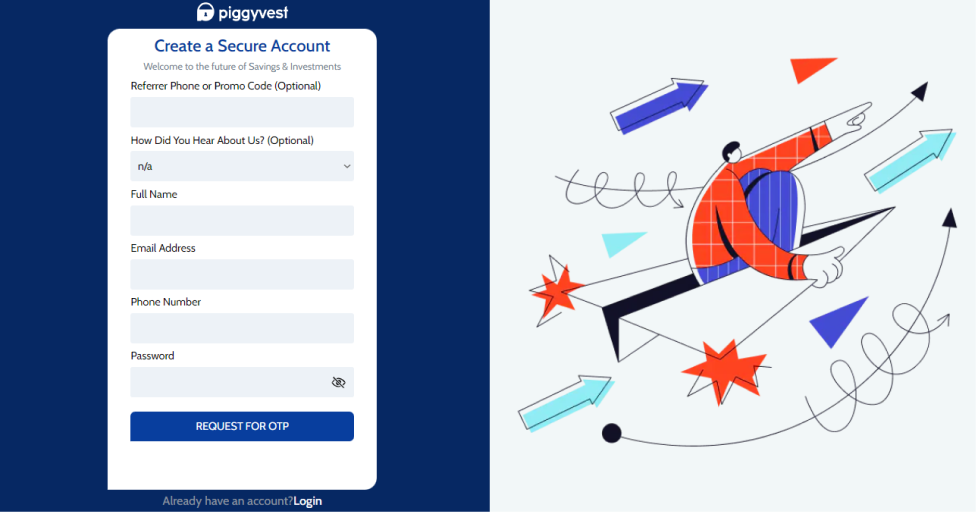 piggyvest
Create a Secure Account
Welcome to the future of Savings & Investments
Referrer Phone or Promo Code (Optional)
How Did You Hear About Us? (Optional)
n/a
Full Name
Email Address
Phone Number
Password
REQUEST FOR OTP
Already have an account?Login